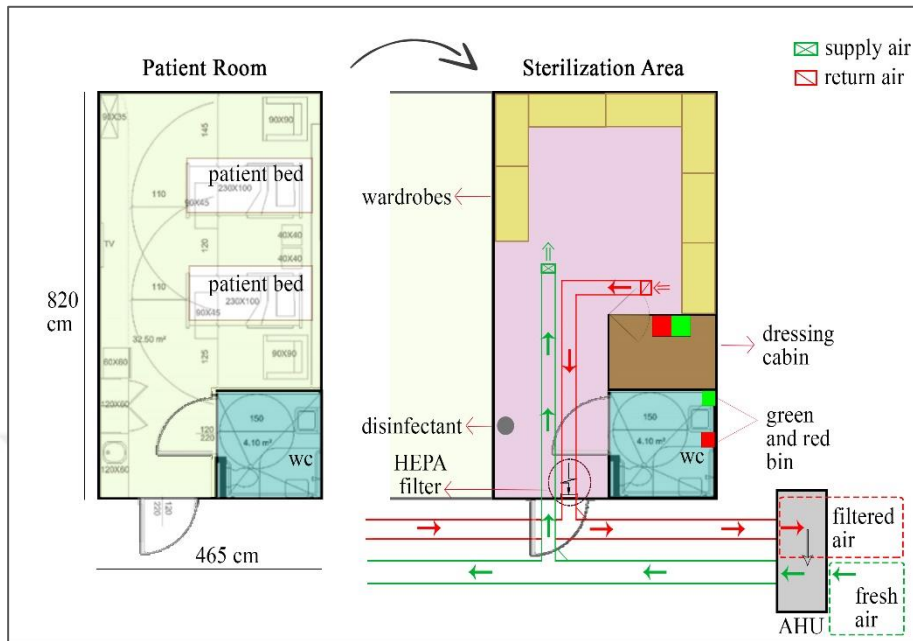 Patient Room
Sterilization Area
supply air
return air
90X35
145
90X90
patient bed
230X100
110
90X45
TV
120
40X40
40X40
patient bed
110
230X100
90X45
32.50 m²
125
90X90
60X60
120X60
120X60
120
220
150
4.10 m²
wc
820
cm
120
220
465 cm
wardrobes
disinfectant
HEPA
filter
dressing
cabin
green
and red
bin
150
4.10 m²
wc
filtered
air
fresh
air
AHU